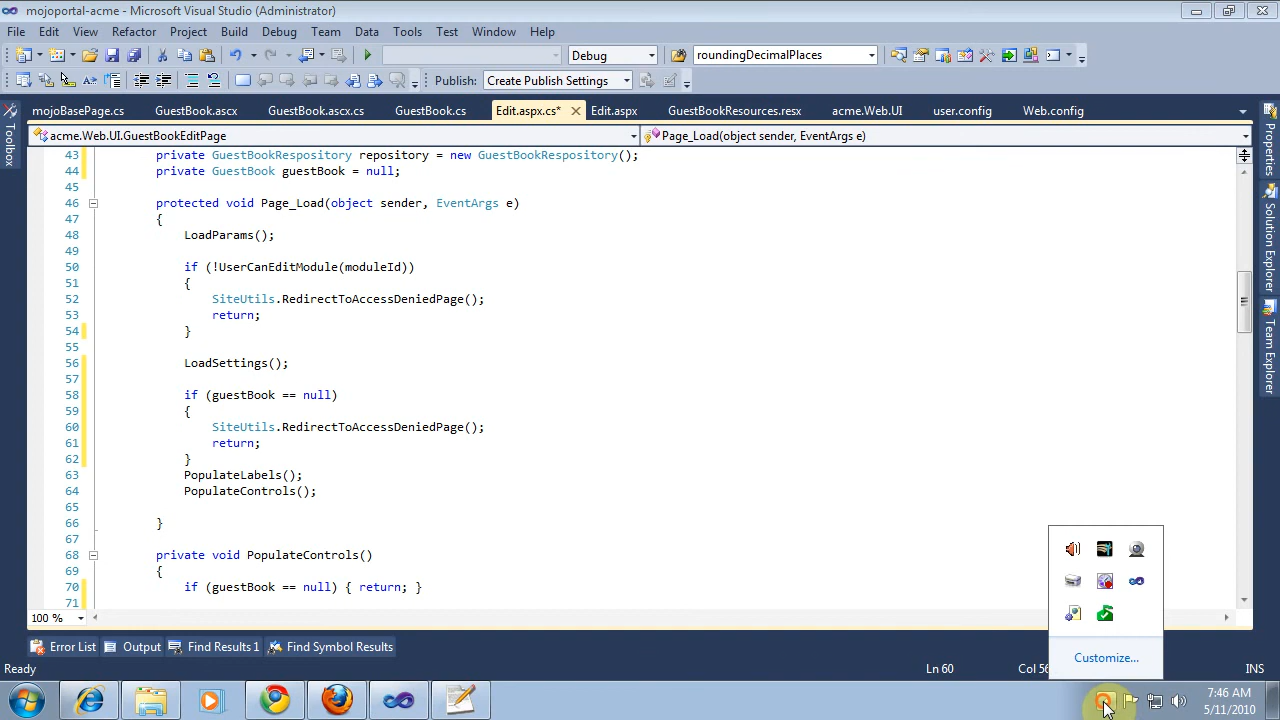 mojoportal-acme - Microsoft Visual Studio (Administrator)
File Edit View Refactor Project Build Debug Team Data Tools Test Window Help
Debug roundingDecimalPlaces
Publish: Create Publish Settings
mojoBasePage.cs GuestBook.ascx GuestBook.ascx.cs GuestBook.cs Edit.aspx.cs* Edit.aspx GuestBookResources.resx acme.Web.UI user.config Web.config
acme.Web.UI.GuestBookEditPage Page_Load(object sender, EventArgs e)
43 private GuestBookRespository repository = new GuestBookRespository();
44 private GuestBook guestBook = null;
45
46 protected void Page_Load(object sender, EventArgs e)
47 {
48 LoadParams();
49
50 if (!UserCanEditModule(moduleId))
51 {
52 SiteUtils.RedirectToAccessDeniedPage();
53 return;
54 }
55
56 LoadSettings();
57
58 if (guestBook == null)
59 {
60 SiteUtils.RedirectToAccessDeniedPage();
61 return;
62 }
63 PopulateLabels();
64 PopulateControls();
65
66 }
67
68 private void PopulateControls()
69 {
70 if (guestBook == null) { return; }
71
100 %
Toolbox
Properties
Solution Explorer
Team Explorer
Customize...
Error List Output Find Results 1 Find Symbol Results
Ready Ln 60 Col 56 INS
7:46 AM
5/11/2010